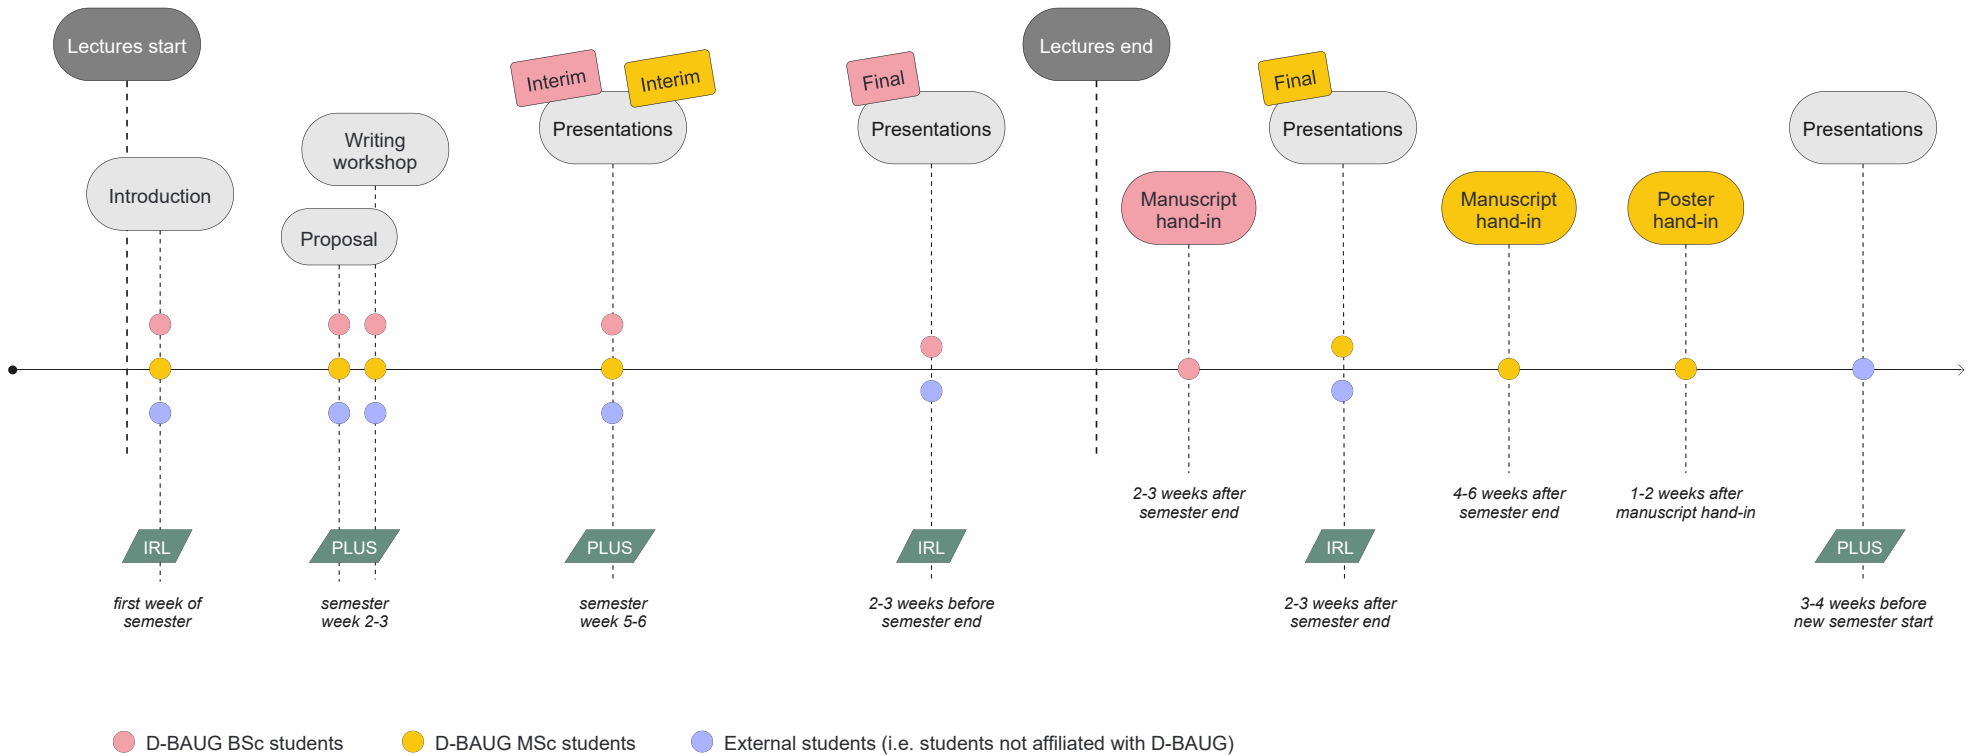 Lectures start
Introduction
Writing
workshop
Proposal
Interim
Interim
Presentations
Final
Presentations
Lectures end
Manuscript
hand-in
Final
Presentations
Manuscript
hand-in
Poster
hand-in
Presentations
2-3 weeks after
semester end
4-6 weeks after
semester end
1-2 weeks after
manuscript hand-in
IRL
PLUS
PLUS
IRL
IRL
PLUS
first week of
semester
semester
week 2-3
semester
week 5-6
2-3 weeks before
semester end
2-3 weeks after
semester end
3-4 weeks before
new semester start
D-BAUG BSc students
D-BAUG MSc students
External students (i.e. students not affiliated with D-BAUG)